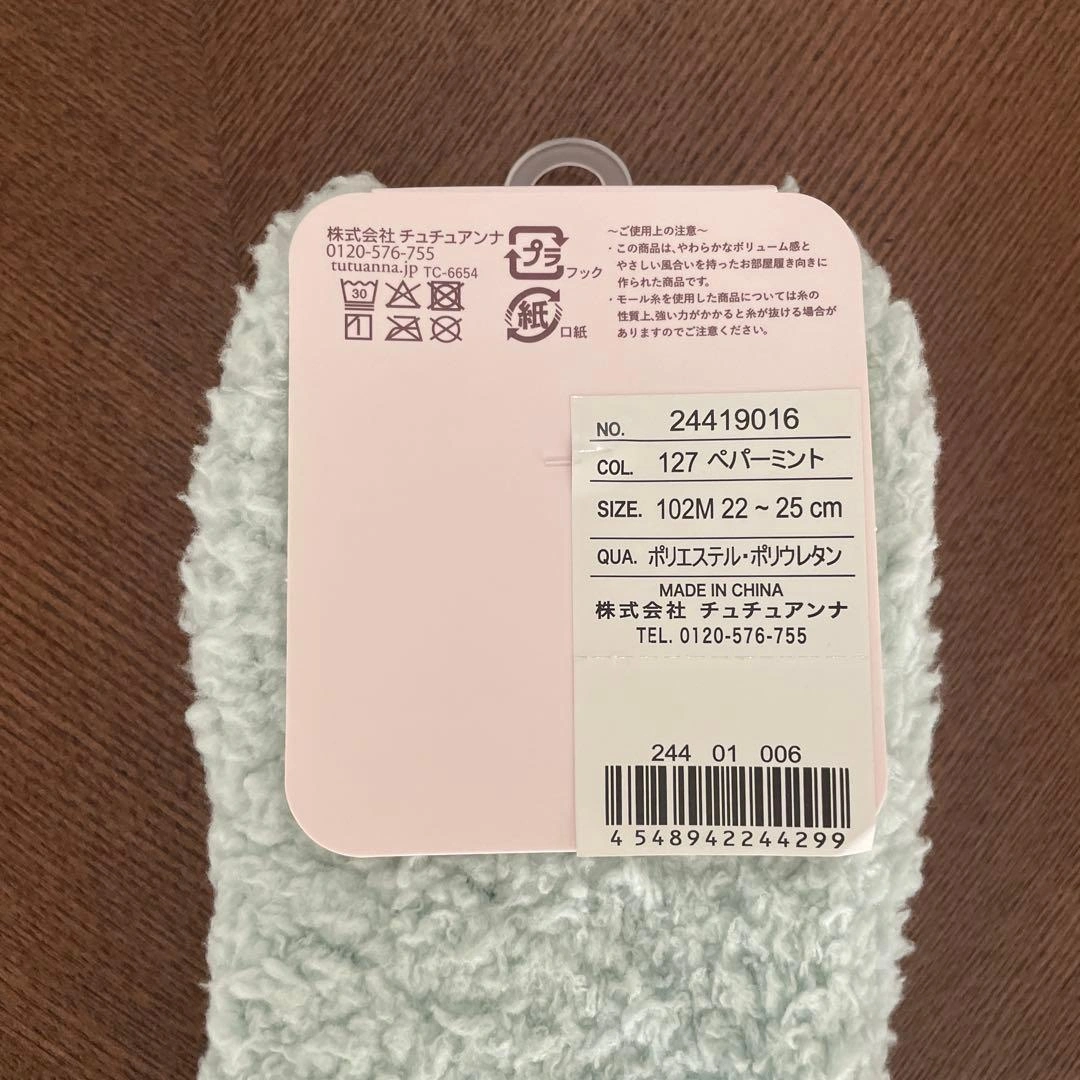 株式会社 チュチュアンナ
0120-576-755
tutuanna.jp TC-6654
30
プラ
フック
紙
口紙
～ご使用上の注意～
・この商品は、やわらかなボリューム感と
やさしい風合いを持ったお部屋履き向きに
作られた商品です。
・モール糸を使用した商品については糸の
性質上、強い力がかかると糸が抜ける場合が
ありますのでご注意ください。
NO. 24419016
COL. 127 ペパーミント
SIZE. 102M 22 ~ 25 cm
QUA. ポリエステル・ポリウレタン
MADE IN CHINA
株式会社 チュチュアンナ
TEL. 0120-576-755
244 01 006
4548942244299